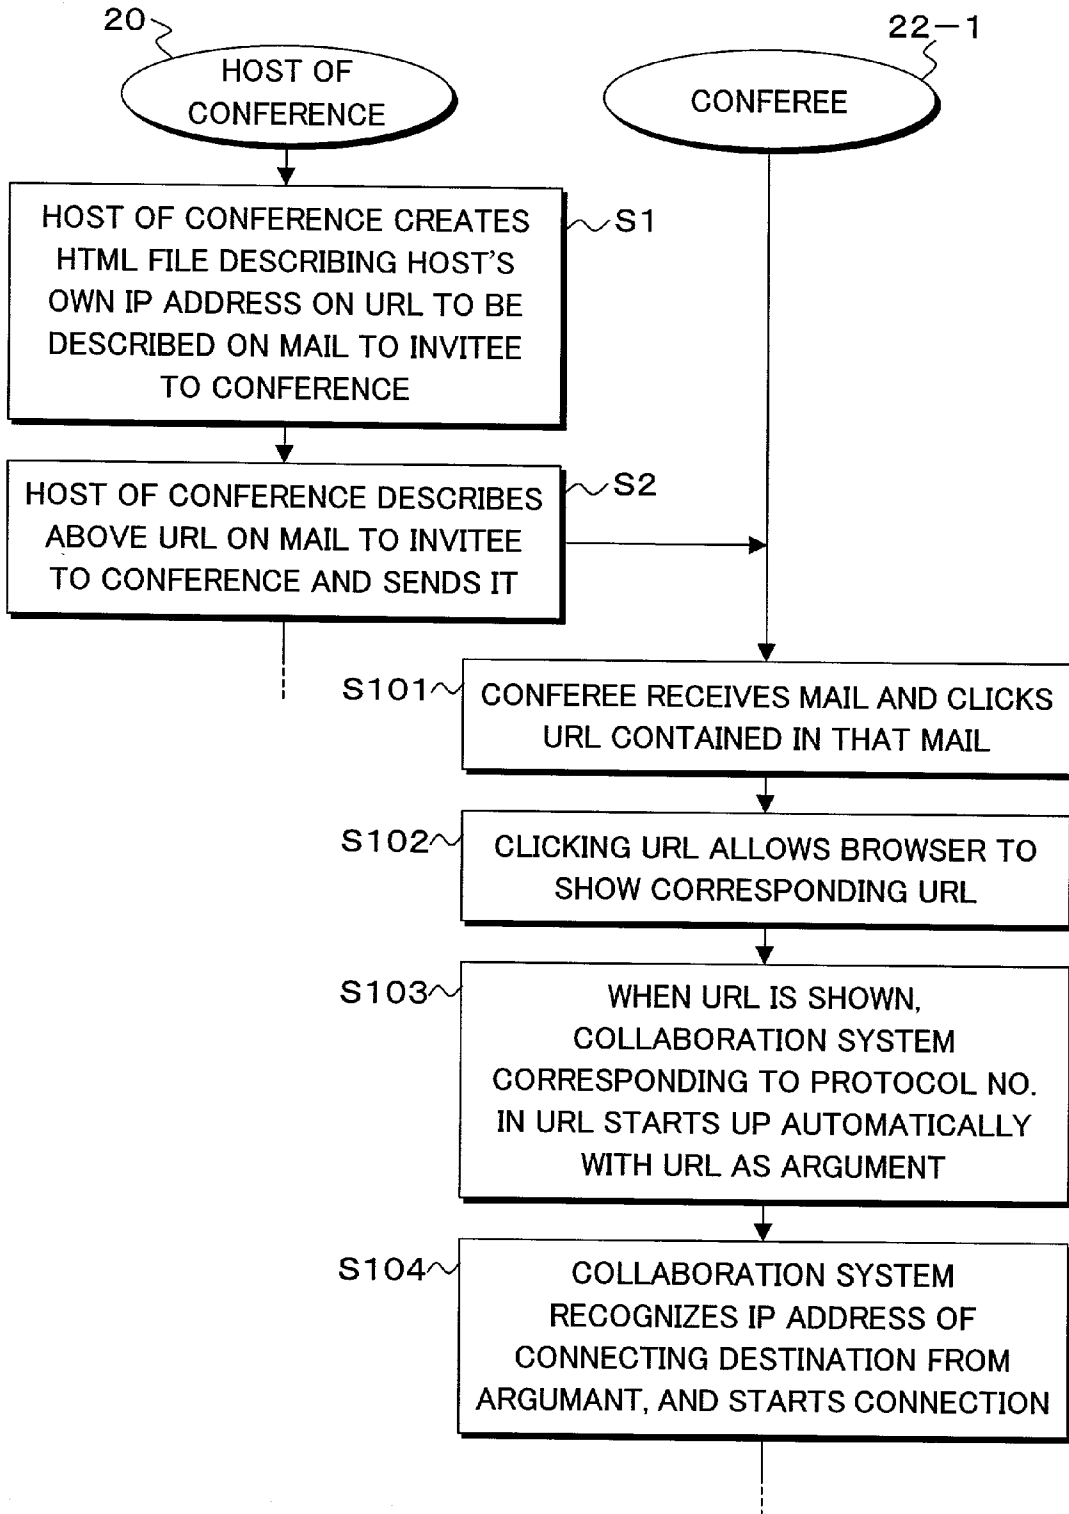 20
HOST OF
CONFERENCE
22-1
CONFEREE
HOST OF CONFERENCE CREATES
HTML FILE DESCRIBING HOST'S
OWN IP ADDRESS ON URL TO BE
DESCRIBED ON MAIL TO INVITEE
TO CONFERENCE
S1
HOST OF CONFERENCE DESCRIBES
ABOVE URL ON MAIL TO INVITEE
TO CONFERENCE AND SENDS IT
S2
S101
CONFEREE RECEIVES MAIL AND CLICKS
URL CONTAINED IN THAT MAIL
S102
CLICKING URL ALLOWS BROWSER TO
SHOW CORRESPONDING URL
S103
WHEN URL IS SHOWN,
COLLABORATION SYSTEM
CORRESPONDING TO PROTOCOL NO.
IN URL STARTS UP AUTOMATICALLY
WITH URL AS ARGUMENT
S104
COLLABORATION SYSTEM
RECOGNIZES IP ADDRESS OF
CONNECTING DESTINATION FROM
ARGUMANT, AND STARTS CONNECTION